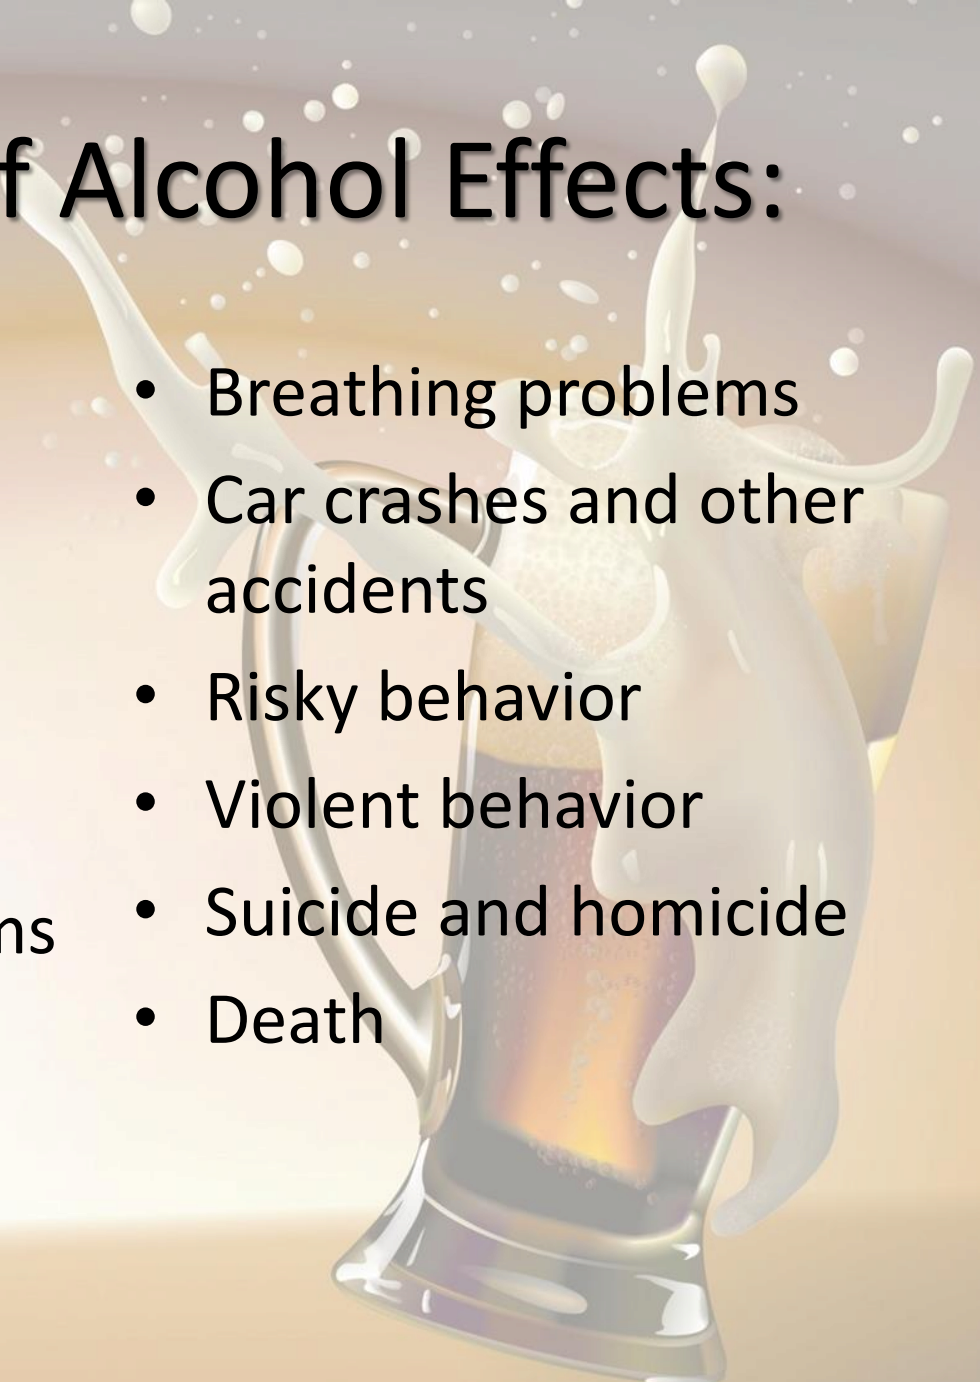 f Alcohol Effects:
• Breathing problems
• Car crashes and other
accidents
• Risky behavior
• Violent behavior
• Suicide and homicide
ns
• Death